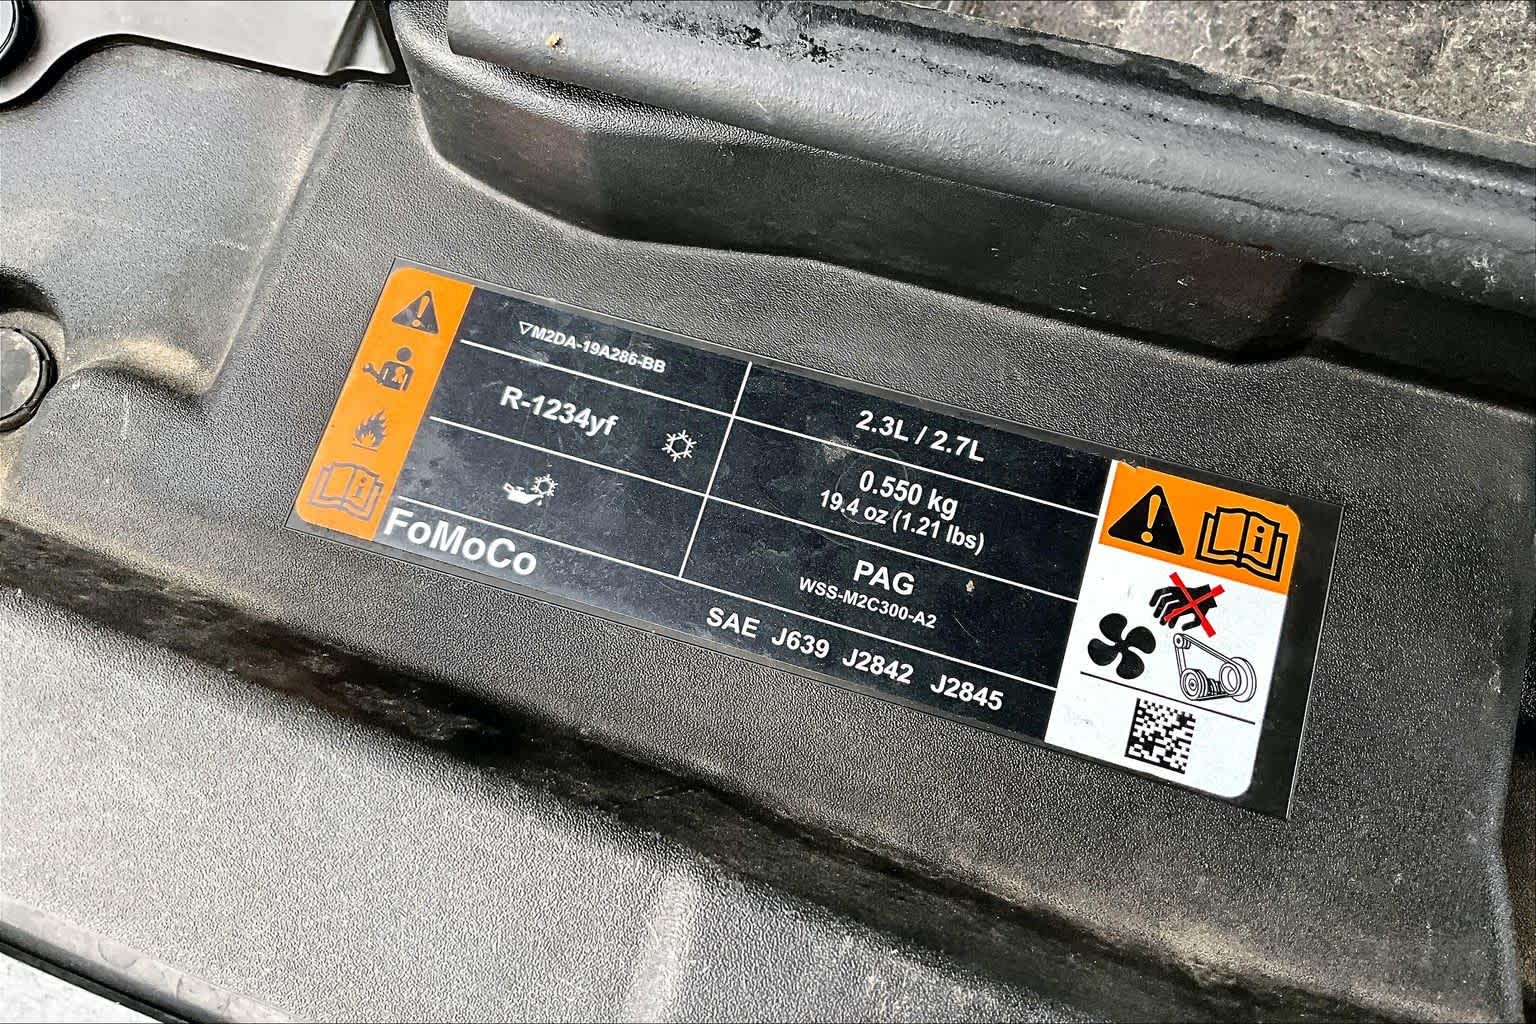 ▽M2DA-19A286-BB
2.3L / 2.7L
R-1234yf
0.550 kg
19.4 oz (1.21 lbs)
PAG
WSS-M2C300-A2
FoMoCo
SAE J639 J2842 J2845